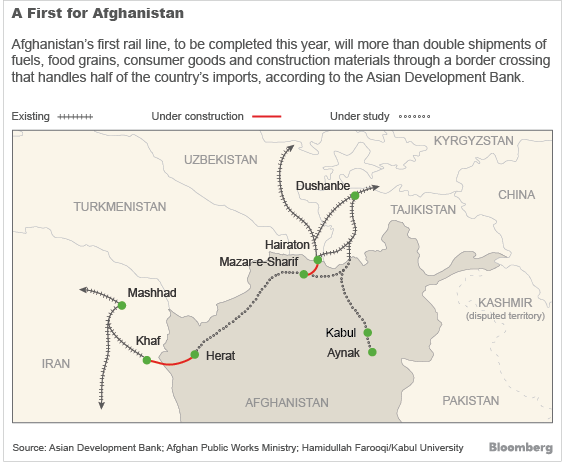 A First for Afghanistan
Afghanistan's first rail line, to be completed this year, will more than double shipments of
fuels, food grains, consumer goods and construction materials through a border crossing
that handles half of the country's imports, according to the Asian Development Bank.
Existing
Under construction
Under study
KYRGYZSTAN
UZBEKISTAN
Dushanbe
CHINA
TURKMENISTAN
TAJIKISTAN
Hairaton
Mazar-e-Sharif
Mashhad
KASHMIR
(disputed territory)
Kabul
Khaf
Aynak
Herat
IRAN
AFGHANISTAN
PAKISTAN
Source: Asian Development Bank; Afghan Public Works Ministry; Hamidullah Farooqi/Kabul University
Bloomberg